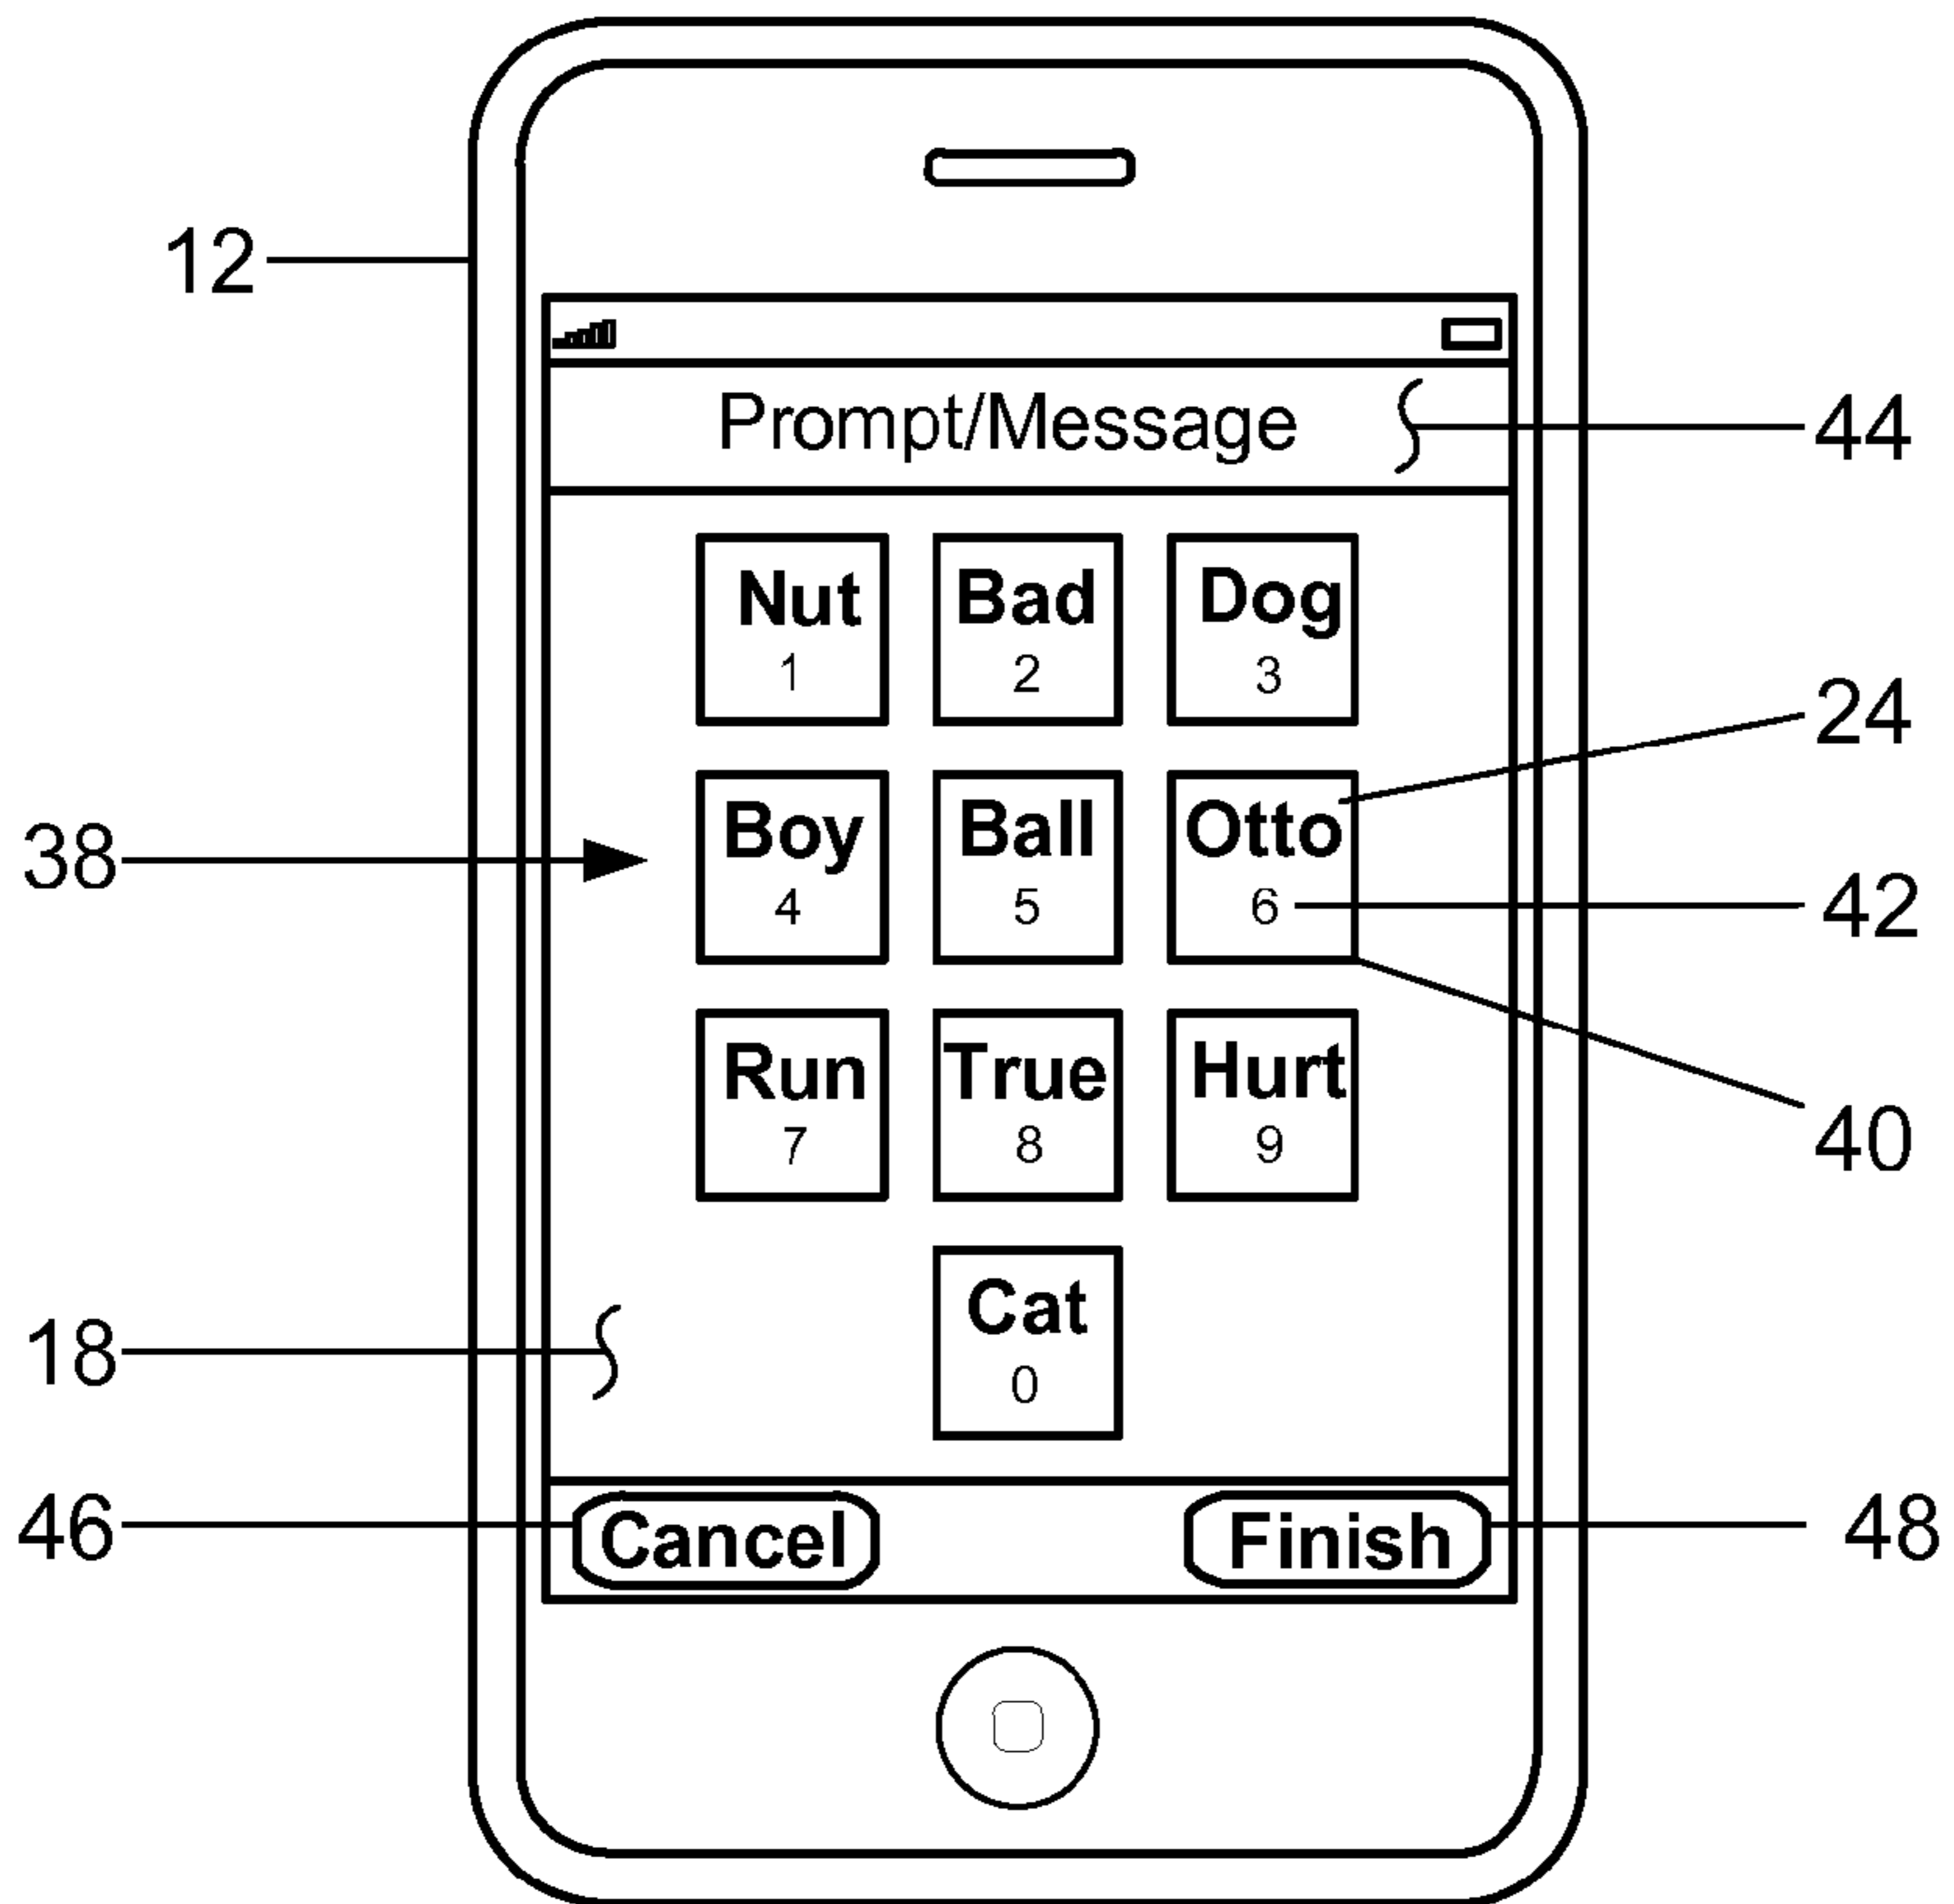 12
Prompt/Message
44
Nut Bad Dog
1 2 3
24
Boy Ball Otto
38
4 5 6
42
Run True Hurt
7 8 9
40
Cat
0
18
46
Cancel Finish
48